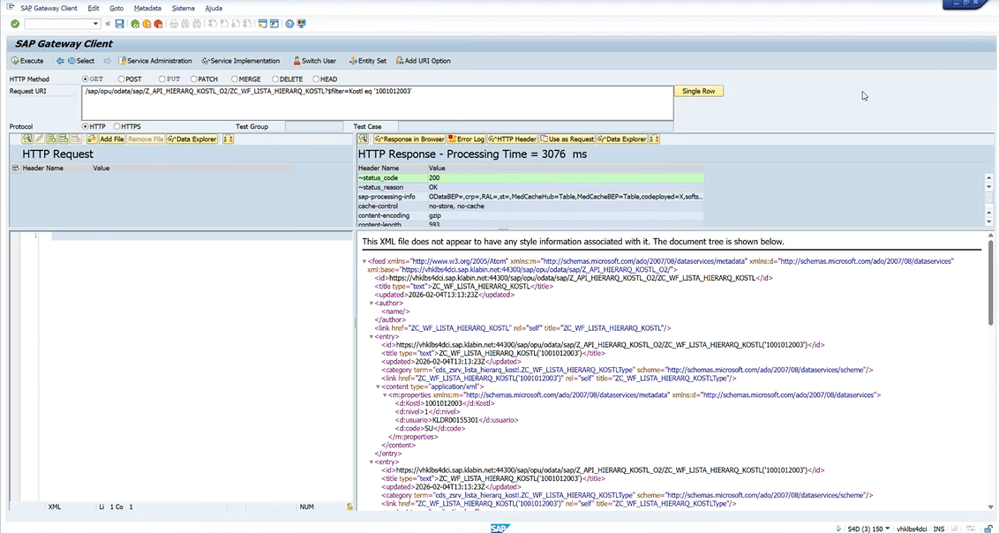 SAP Gateway Client Edit Goto Metadata Sistema Ajuda
SAP Gateway Client
Execute Select Service Administration Service Implementation Switch User Entity Set Add URI Option
HTTP Method GET POST PUT PATCH MERGE DELETE HEAD
Request URI /sap/opu/odata/sap/Z_API_HIERARQ_KOSTL_O2/ZC_WF_LISTA_HIERARQ_KOSTL?$filter=Kostl eq '1001012003' Single Row
Protocol HTTP HTTPS Test Group Test Case
Add File Remove File Data Explorer
HTTP Request
Header Name Value
1
XML Li 1 Co 1 NUM
Response in Browser Error Log HTTP Header Use as Request Data Explorer
HTTP Response - Processing Time = 3076 ms
Header Name Value
~status_code 200
~status_reason OK
sap-processing-info ODataBEP=,crp=,RAL=,st=,MedCacheHub=Table,MedCacheBEP=Table,codeployed=X,softs...
cache-control no-store, no-cache
content-encoding gzip
content-length 593
This XML file does not appear to have any style information associated with it. The document tree is shown below.
<feed xmlns="http://www.w3.org/2005/Atom" xmlns:m="http://schemas.microsoft.com/ado/2007/08/dataservices/metadata" xmlns:d="http://schemas.microsoft.com/ado/2007/08/dataservices"
xml:base="https://vhklbs4dci.sap.klabin.net:44300/sap/opu/odata/sap/Z_API_HIERARQ_KOSTL_O2/">
<id>https://vhklbs4dci.sap.klabin.net:44300/sap/opu/odata/sap/Z_API_HIERARQ_KOSTL_O2/ZC_WF_LISTA_HIERARQ_KOSTL</id>
<title type="text">ZC_WF_LISTA_HIERARQ_KOSTL</title>
<updated>2026-02-04T13:13:23Z</updated>
<author>
<name/>
</author>
<link href="ZC_WF_LISTA_HIERARQ_KOSTL" rel="self" title="ZC_WF_LISTA_HIERARQ_KOSTL"/>
<entry>
<id>https://vhklbs4dci.sap.klabin.net:44300/sap/opu/odata/sap/Z_API_HIERARQ_KOSTL_O2/ZC_WF_LISTA_HIERARQ_KOSTL('1001012003')</id>
<title type="text">ZC_WF_LISTA_HIERARQ_KOSTL('1001012003')</title>
<updated>2026-02-04T13:13:23Z</updated>
<category term="cds_zsrv_lista_hierarq_kostl.ZC_WF_LISTA_HIERARQ_KOSTLType" scheme="http://schemas.microsoft.com/ado/2007/08/dataservices/scheme"/>
<link href="ZC_WF_LISTA_HIERARQ_KOSTL('1001012003')" rel="self" title="ZC_WF_LISTA_HIERARQ_KOSTLType"/>
<content type="application/xml">
<m:properties xmlns:m="http://schemas.microsoft.com/ado/2007/08/dataservices/metadata" xmlns:d="http://schemas.microsoft.com/ado/2007/08/dataservices">
<d:Kostl>1001012003</d:Kostl>
<d:nivel>1</d:nivel>
<d:usuario>KLDR00155301</d:usuario>
<d:code>SU</d:code>
</m:properties>
</content>
</entry>
<entry>
<id>https://vhklbs4dci.sap.klabin.net:44300/sap/opu/odata/sap/Z_API_HIERARQ_KOSTL_O2/ZC_WF_LISTA_HIERARQ_KOSTL('1001012003')</id>
<title type="text">ZC_WF_LISTA_HIERARQ_KOSTL('1001012003')</title>
<updated>2026-02-04T13:13:23Z</updated>
<category term="cds_zsrv_lista_hierarq_kostl.ZC_WF_LISTA_HIERARQ_KOSTLType" scheme="http://schemas.microsoft.com/ado/2007/08/dataservices/scheme"/>
<link href="ZC_WF_LISTA_HIERARQ_KOSTL('1001012003')" rel="self" title="ZC_WF_LISTA_HIERARQ_KOSTLType"/>
SAP S4D (3) 150 vhklbs4dci INS